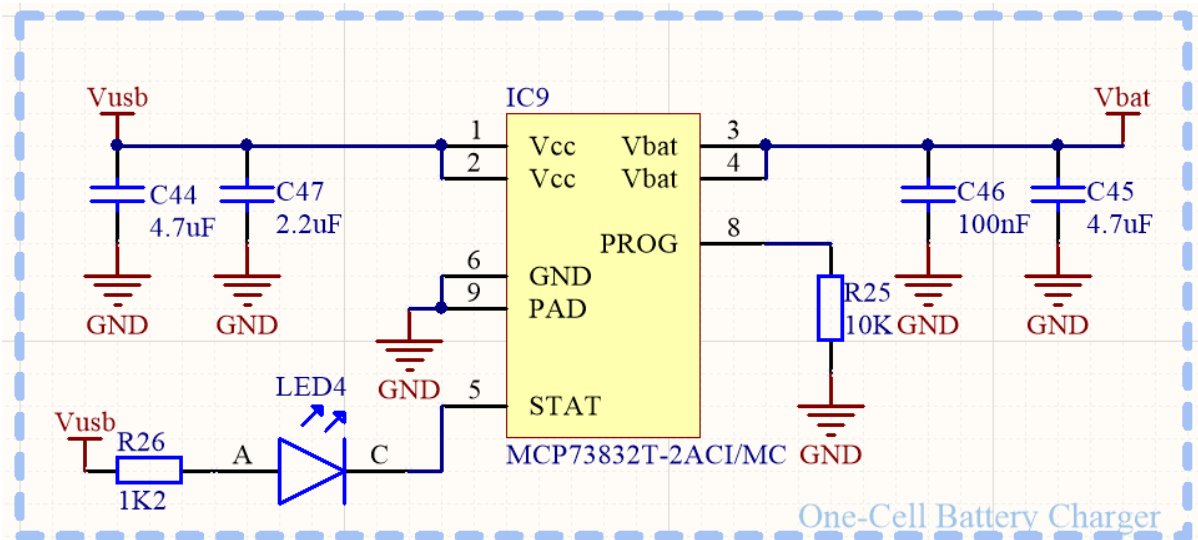 Vusb
IC9
Vbat
1
Vcc
Vbat
3
2
Vcc
Vbat
4
C44
4.7uF
C47
2.2uF
C46
100nF
C45
4.7uF
PROG
8
6
GND
9
PAD
R25
10K
GND
GND
GND
GND
GND
LED4
5
STAT
Vusb
R26
A
C
1K2
MCP73832T-2ACI/MC
GND
One-Cell Battery Charger